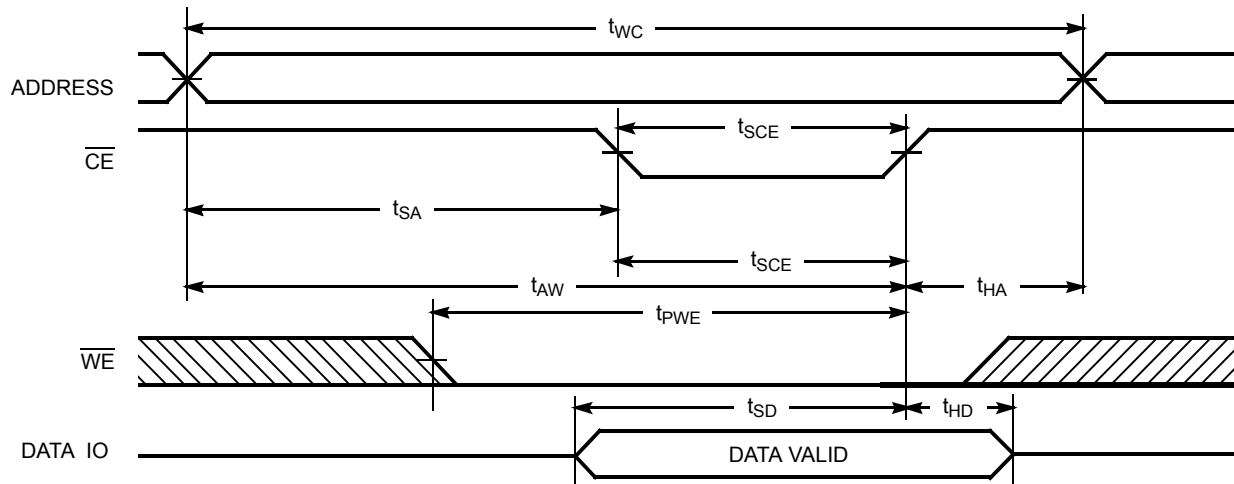 tWC
ADDRESS
tSCE
CE
tSA
tSCE
tAW
tHA
tPWE
WE
tSD
tHD
DATA IO
DATA VALID